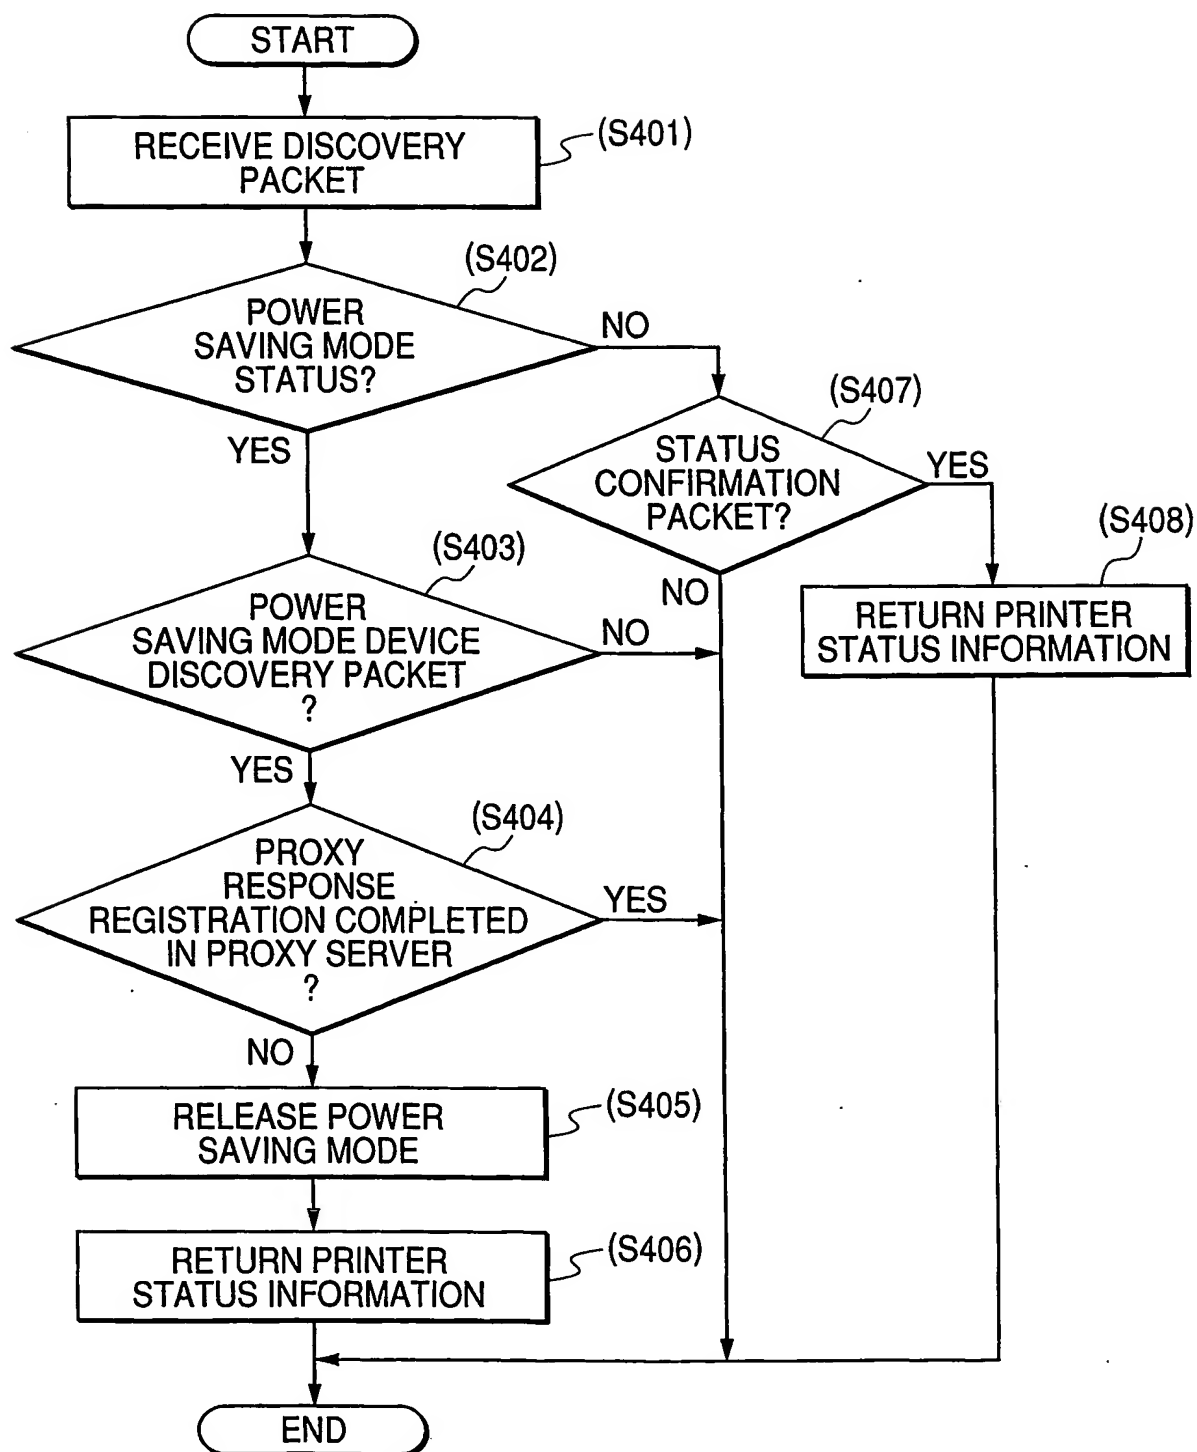 START
RECEIVE DISCOVERY
PACKET
(S401)
POWER
SAVING MODE
STATUS?
(S402)
NO
YES
STATUS
CONFIRMATION
PACKET?
(S407)
YES
NO
RETURN PRINTER
STATUS INFORMATION
(S408)
POWER
SAVING MODE DEVICE
DISCOVERY PACKET
?
(S403)
NO
YES
PROXY
RESPONSE
REGISTRATION COMPLETED
IN PROXY SERVER
?
(S404)
YES
NO
RELEASE POWER
SAVING MODE
(S405)
RETURN PRINTER
STATUS INFORMATION
(S406)
END